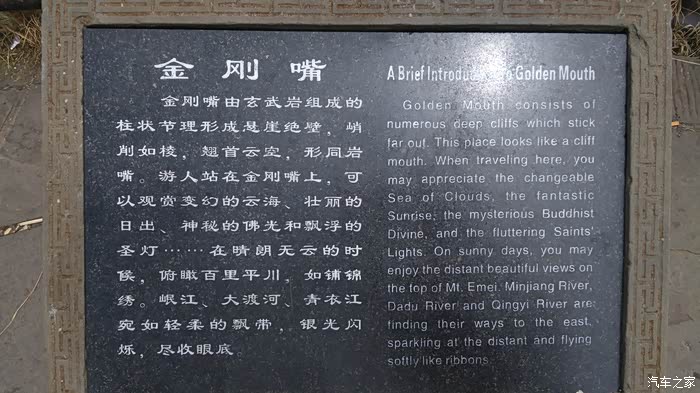 金刚嘴
金刚嘴由玄武岩组成的
柱状节理形成悬崖绝壁，峭
削如棱，翘首云空，形同岩
嘴。游人站在金刚嘴上，可
以观赏变幻的云海、壮丽的
日出、神秘的佛光和飘浮的
圣灯……在晴朗无云的时
候，俯瞰百里平川，如铺锦
绣。岷江、大渡河、青衣江
宛如轻柔的飘带，银光闪
烁，尽收眼底。
A Brief Introduc To Golden Mouth
Golden Mouth consists of
numerous deep cliffs which stick
far out. This place looks like a cliff
mouth. When traveling here, you
may appreciate the changeable
Sea of Clouds, the fantastic
Sunrise, the mysterious Buddhist
Divine, and the fluttering Saints'
Lights. On sunny days, you may
enjoy the distant beautiful views on
the top of Mt. Emei. Minjiang River,
Dadu River and Qingyi River are
finding their ways to the east,
sparkling at the distant and flying
softly like ribbons.
汽车之家